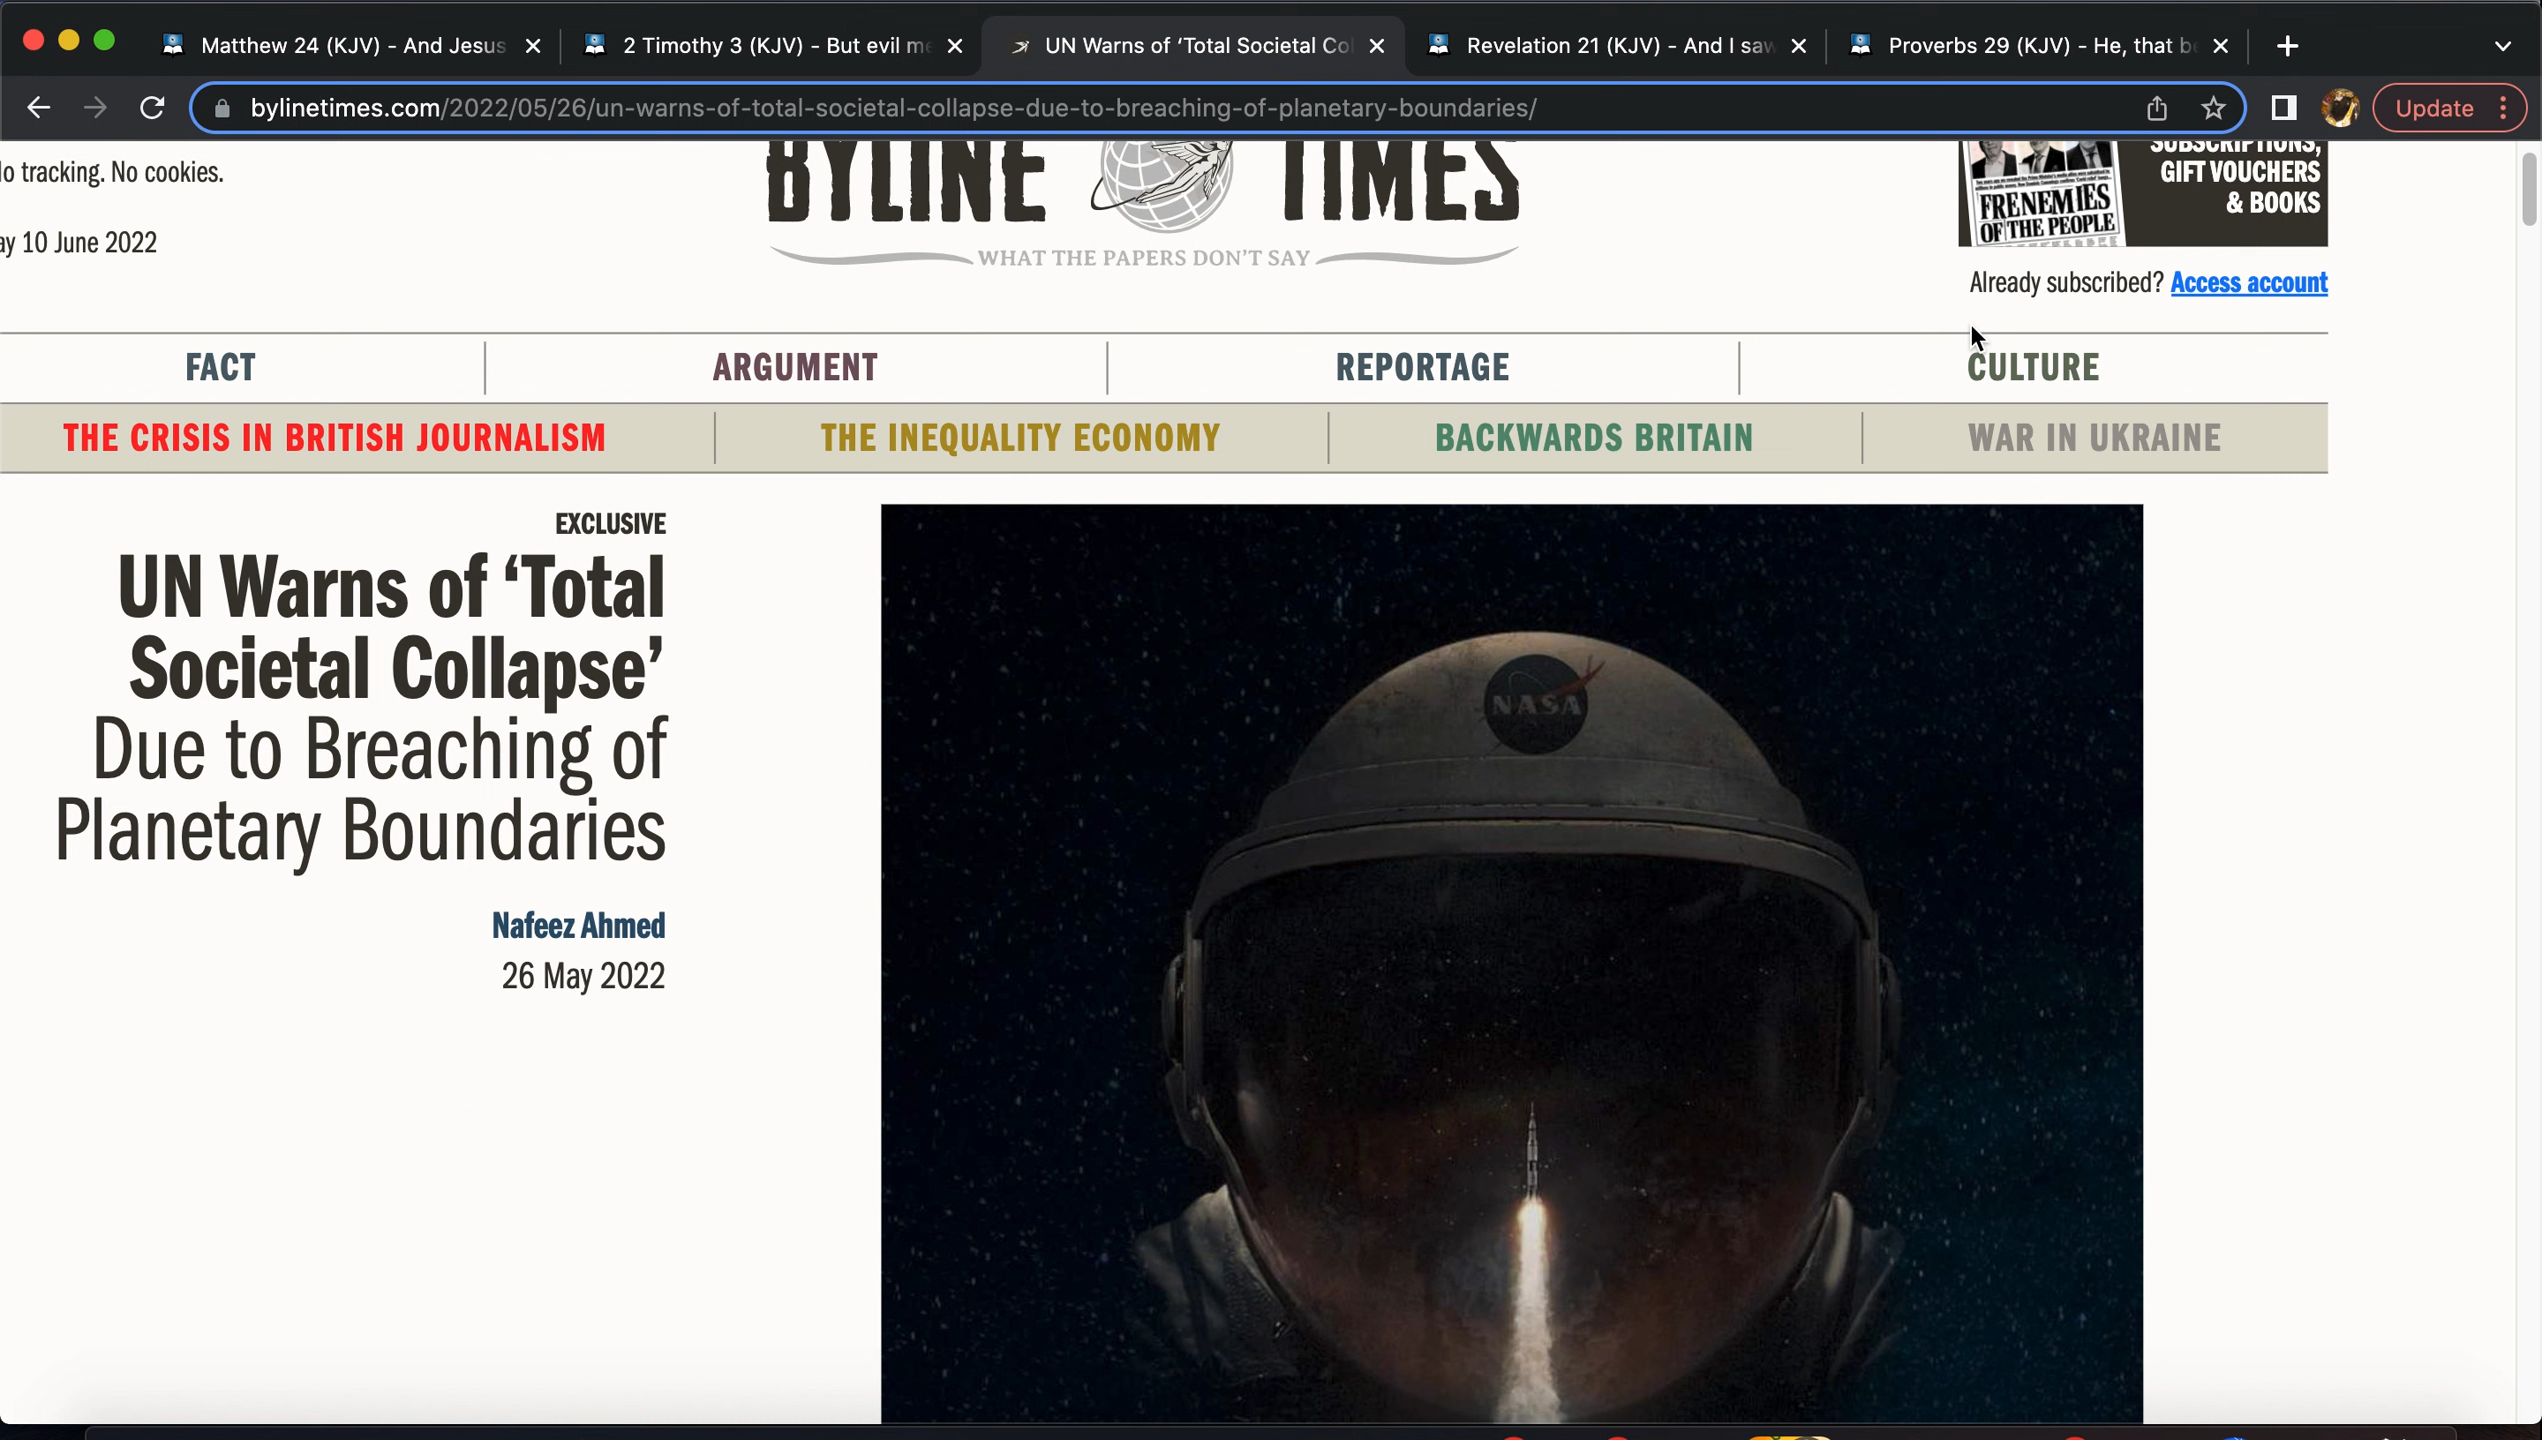 Matthew 24 (KJV) - And Jesus
2 Timothy 3 (KJV) - But evil me
UN Warns of ‘Total Societal Co
Revelation 21 (KJV) - And I saw
Proverbs 29 (KJV) - He, that be
bylinetimes.com/2022/05/26/un-warns-of-total-societal-collapse-due-to-breaching-of-planetary-boundaries/
Update
lo tracking. No cookies.
ay 10 June 2022
BYLINE TIMES
WHAT THE PAPERS DON’T SAY
FRENEMIES
OF THE PEOPLE
SUBSCRIPTIONS,
GIFT VOUCHERS
& BOOKS
Already subscribed? Access account
FACT
ARGUMENT
REPORTAGE
CULTURE
THE CRISIS IN BRITISH JOURNALISM
THE INEQUALITY ECONOMY
BACKWARDS BRITAIN
WAR IN UKRAINE
EXCLUSIVE
UN Warns of ‘Total
Societal Collapse’
Due to Breaching of
Planetary Boundaries
Nafeez Ahmed
26 May 2022
NASA